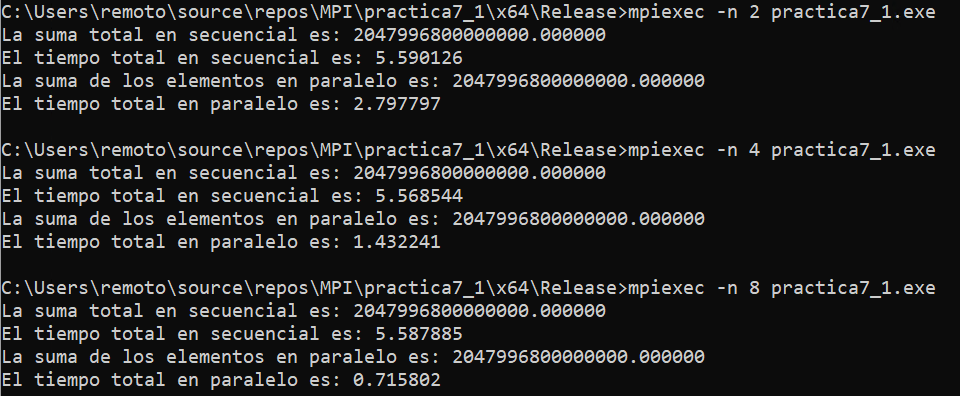 C:\Users\remoto\source\repos\MPI\practica7_1\x64\Release>mpiexec -n 2 practica7_1.exe
La suma total en secuencial es: 2047996800000000.000000
El tiempo total en secuencial es: 5.590126
La suma de los elementos en paralelo es: 2047996800000000.000000
El tiempo total en paralelo es: 2.797797
C:\Users\remoto\source\repos\MPI\practica7_1\x64\Release>mpiexec -n 4 practica7_1.exe
La suma total en secuencial es: 2047996800000000.000000
El tiempo total en secuencial es: 5.568544
La suma de los elementos en paralelo es: 2047996800000000.000000
El tiempo total en paralelo es: 1.432241
C:\Users\remoto\source\repos\MPI\practica7_1\x64\Release>mpiexec -n 8 practica7_1.exe
La suma total en secuencial es: 2047996800000000.000000
El tiempo total en secuencial es: 5.587885
La suma de los elementos en paralelo es: 2047996800000000.000000
El tiempo total en paralelo es: 0.715802